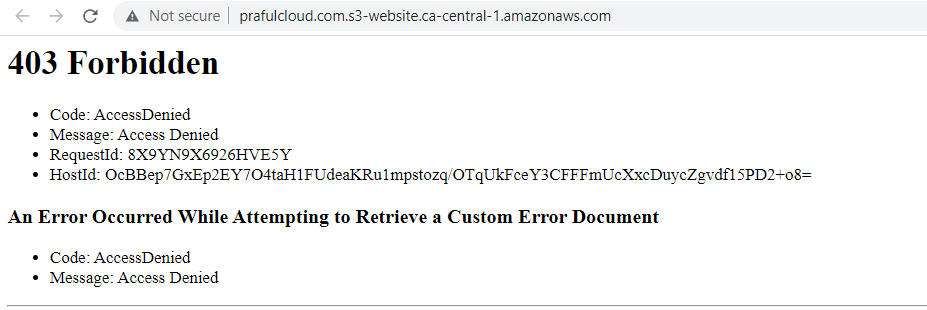 Not secure | prafulcloud.com.s3-website.ca-central-1.amazonaws.com
403 Forbidden
• Code: AccessDenied
• Message: Access Denied
• RequestId: 8X9YN9X6926HVE5Y
• HostId: OcBBep7GxEp2EY7O4taH1FUdeaKRu1mpstozq/OTqUkFceY3CFFFmUcXxcDuycZgvdf15PD2+o8=
An Error Occurred While Attempting to Retrieve a Custom Error Document
• Code: AccessDenied
• Message: Access Denied